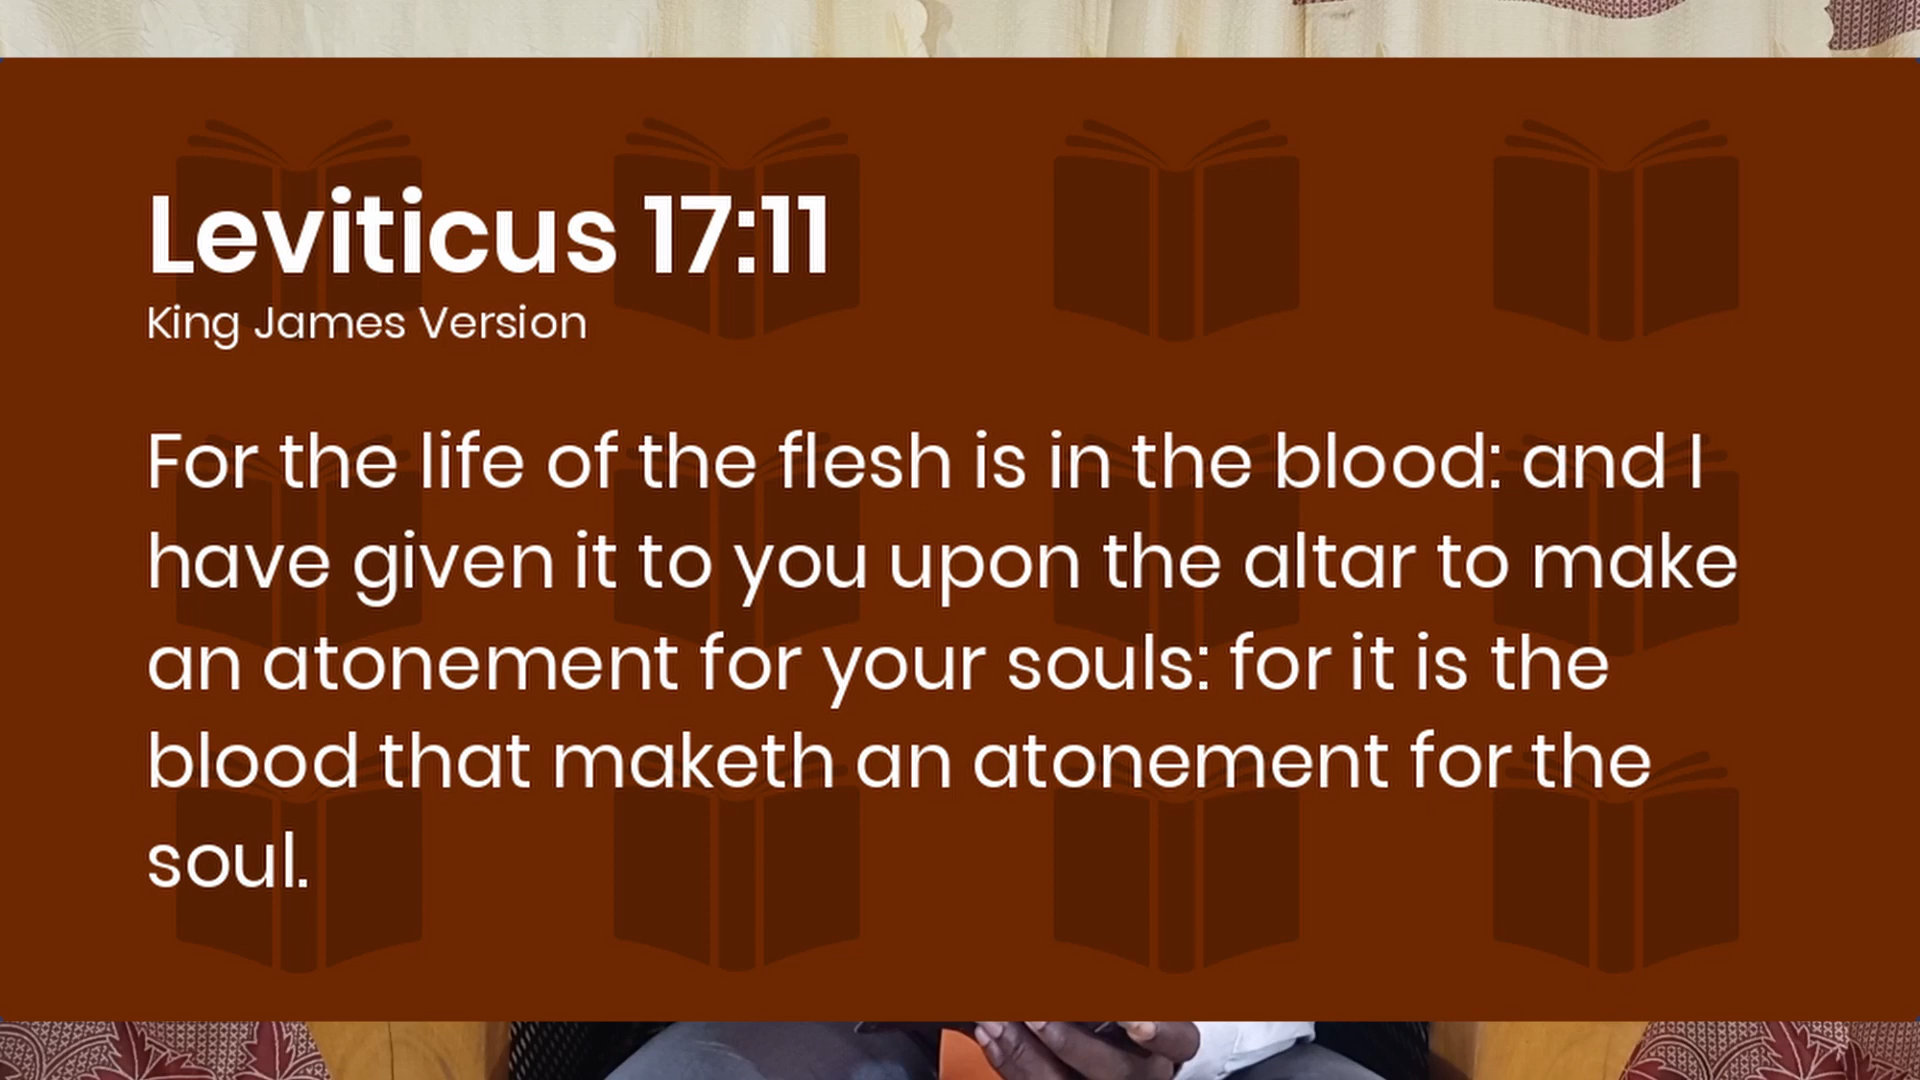 Leviticus 17:11
King James Version
For the life of the flesh is in the blood: and I
have given it to you upon the altar to make
an atonement for your souls: for it is the
blood that maketh an atonement for the
soul.